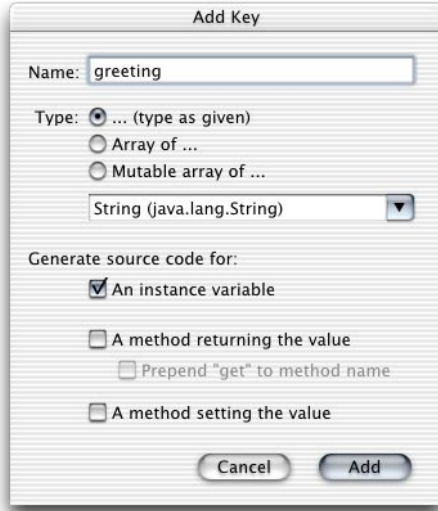 Add Key
Name: greeting
Type: ... (type as given)
Array of ...
Mutable array of ...
String (java.lang.String)
Generate source code for:
An instance variable
A method returning the value
Prepend "get" to method name
A method setting the value
Cancel Add